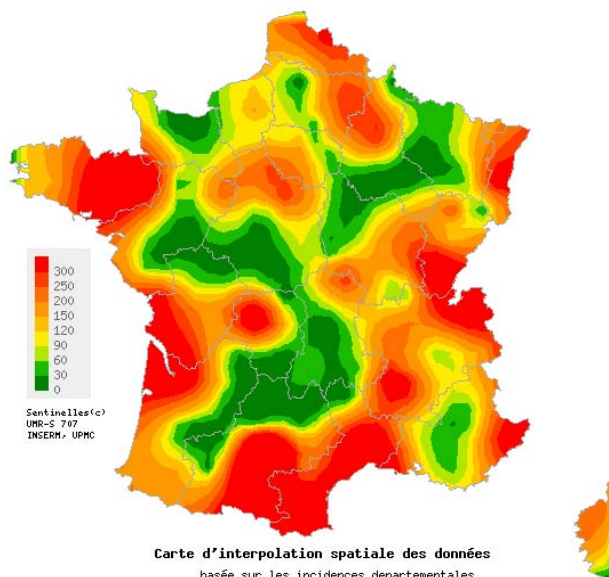 300
250
200
150
120
90
60
30
0
Sentinelles(c)
UMR-S 707
INSERM, UPMC
Carte d'interpolation spatiale des données
basée sur les incidences departementales